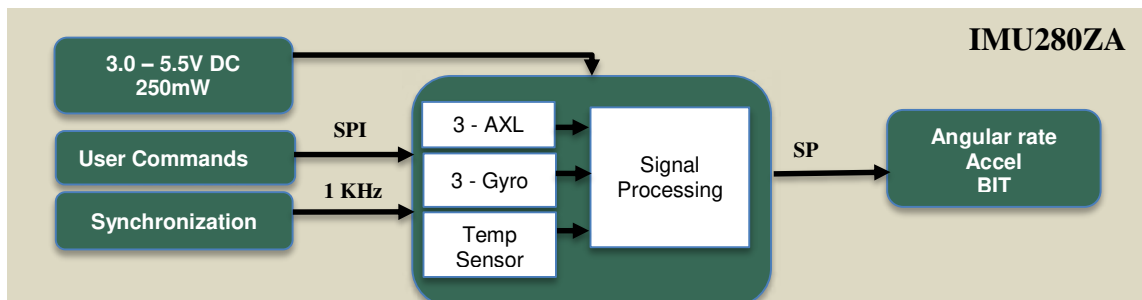 IMU280ZA
3.0 – 5.5V DC
250mW
User Commands
Synchronization
SPI
1 KHz
3 - AXL
3 - Gyro
Temp
Sensor
Signal
Processing
SP
Angular rate
Accel
BIT